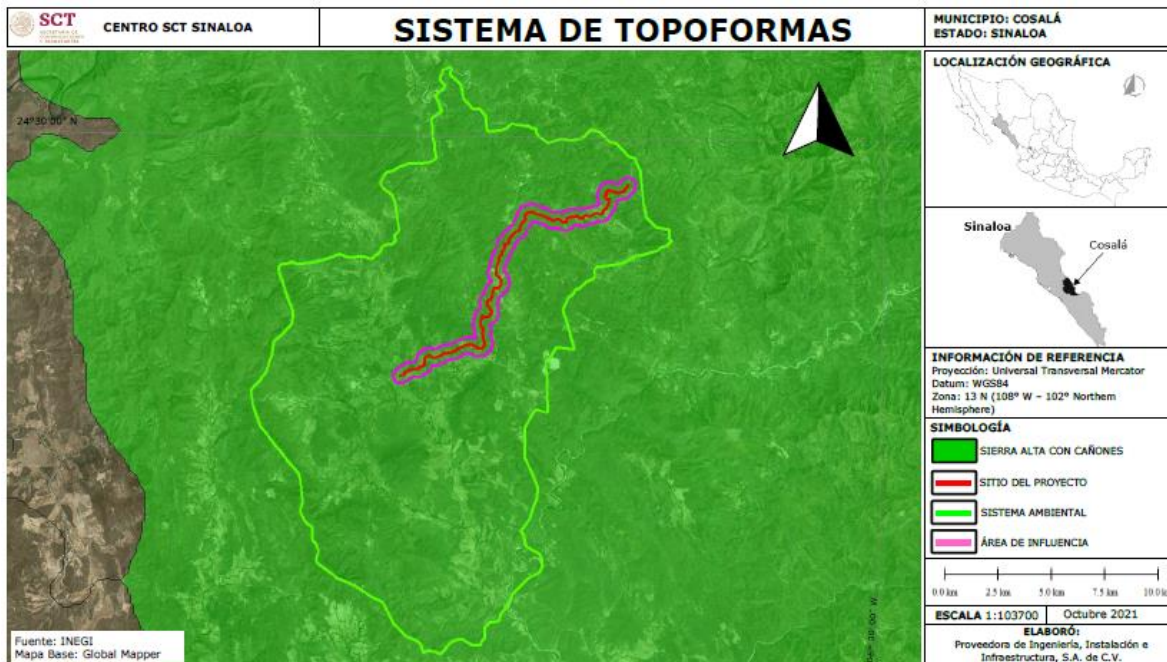 SCT
CENTRO SCT SINALOA
SISTEMA DE TOPOFORMAS
MUNICIPIO: COSALÁ
ESTADO: SINALOA
LOCALIZACIÓN GEOGRÁFICA
24°30'00" N
Sinaloa
Cosalá
INFORMACIÓN DE REFERENCIA
Proyección: Universal Transversal Mercator
Datum: WGS84
Zona: 13 N (108° W – 102° Northern
Hemisphere)
SIMBOLOGÍA
SIERRA ALTA CON CAÑONES
SITIO DEL PROYECTO
SISTEMA AMBIENTAL
ÁREA DE INFLUENCIA
0.0 km 2.5 km 5.0 km 7.5 km 10.0 km
ESCALA 1:103700
Octubre 2021
ELABORÓ:
Proveedora de Ingeniería, Instalación e
Infraestructura, S.A. de C.V.
Fuente: INEGI
Mapa Base: Global Mapper